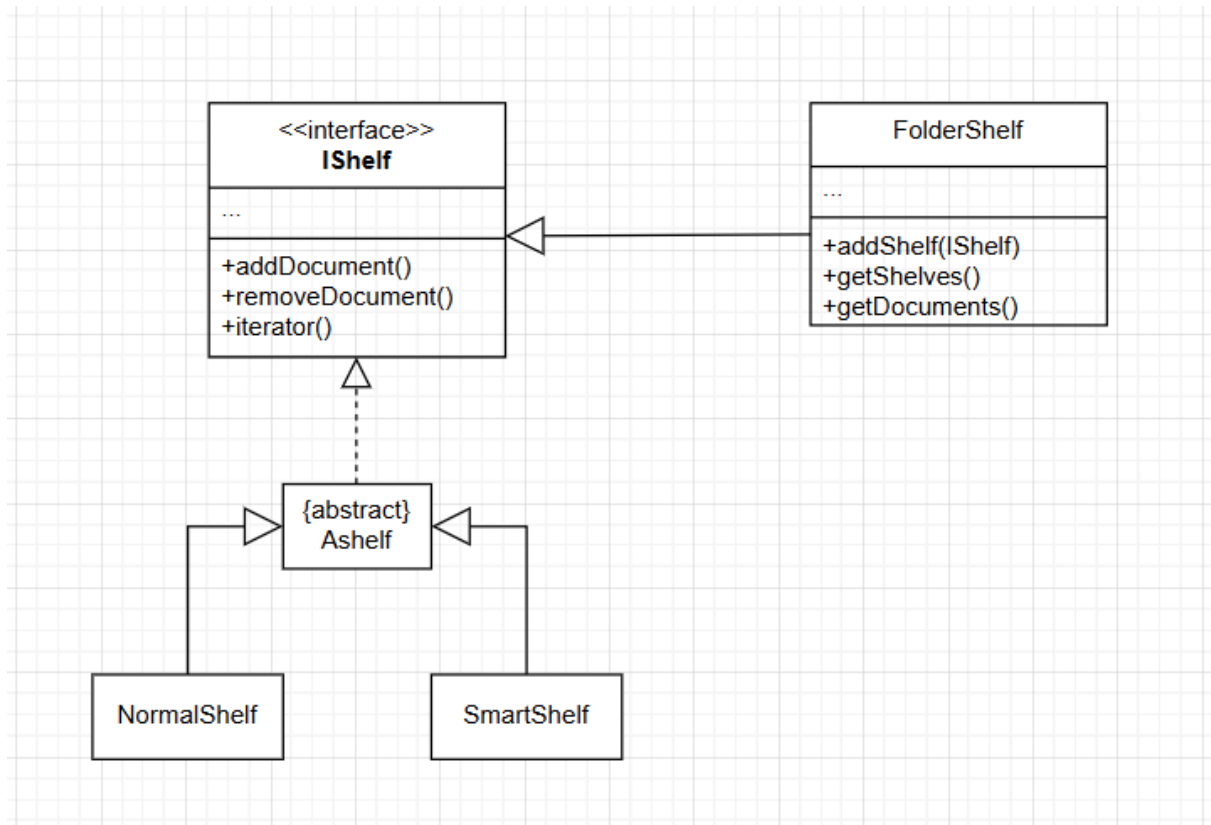 <<interface>>
IShelf
...
+addDocument()
+removeDocument()
+iterator()
FolderShelf
...
+addShelf(IShelf)
+getShelves()
+getDocuments()
{abstract}
Ashelf
NormalShelf
SmartShelf